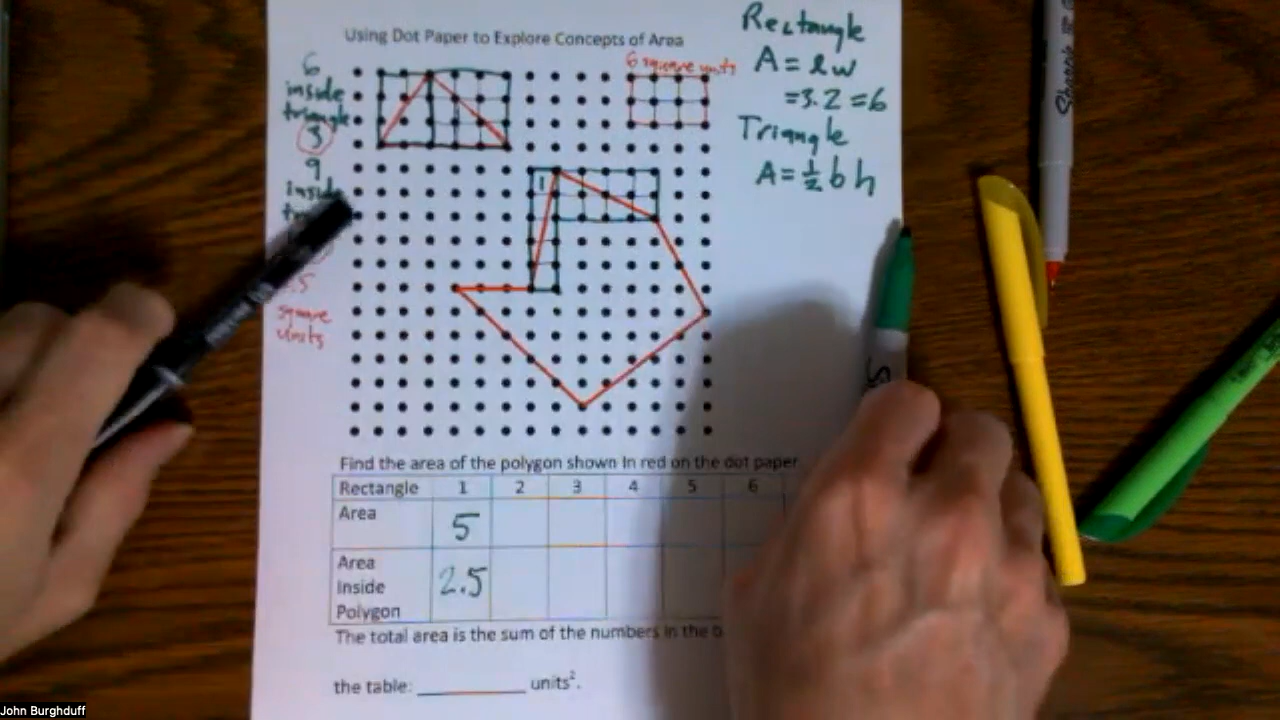 Using Dot Paper to Explore Concepts of Area
6
inside
triangle
3
9
inside
.5
square
units
6 square units
Rectangle
A = lw
=3.2 =6
Triangle
A = 1/2 b h
1
Find the area of the polygon shown in red on the dot paper
Rectangle 1 2 3 4 5 6
Area 5
Area Inside Polygon 2.5
The total area is the sum of the numbers in the
the table: ________ units².
Sharpie
John Burghduff